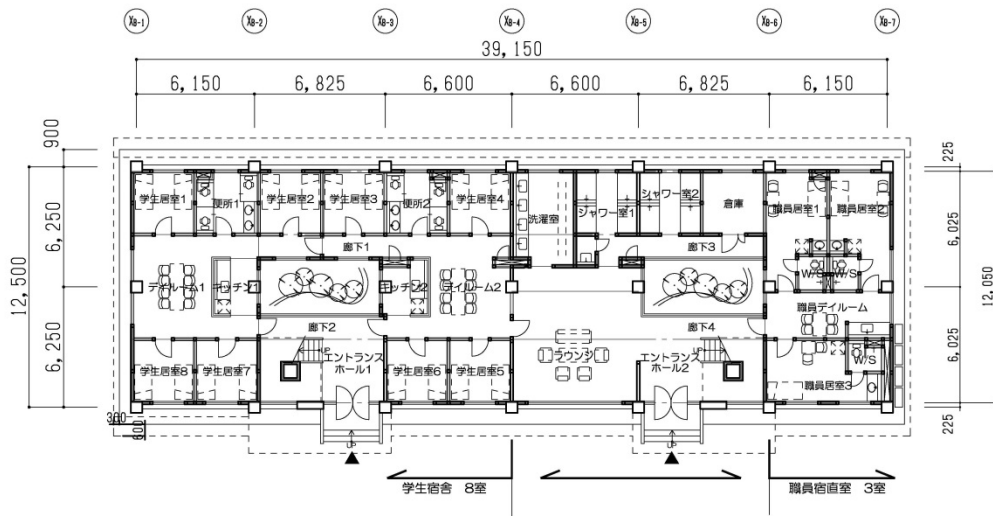 XB-1 XB-2 XB-3 XB-4 XB-5 XB-6 XB-7
39,150
6,150 6,825 6,600 6,600 6,825 6,150
900
225
6,250
6,025
12,500
12,050
6,250
6,025
225
300
600
学生居室1 便所1 学生居室2 学生居室3 便所2 学生居室4 洗濯室 シャワー室1 シャワー室2 倉庫 職員居室1 職員居室2
廊下1 廊下3
W/S W/S
デイルーム1 キッチン1 キッチン2 デイルーム2
職員デイルーム
廊下2 廊下4
学生居室8 学生居室7 UP エントランス
ホール1
学生居室6 学生居室5 ラウンジ エントランス
ホール2
UP
W/S
職員居室3
UP UP
学生宿舎 8室 職員宿直室 3室